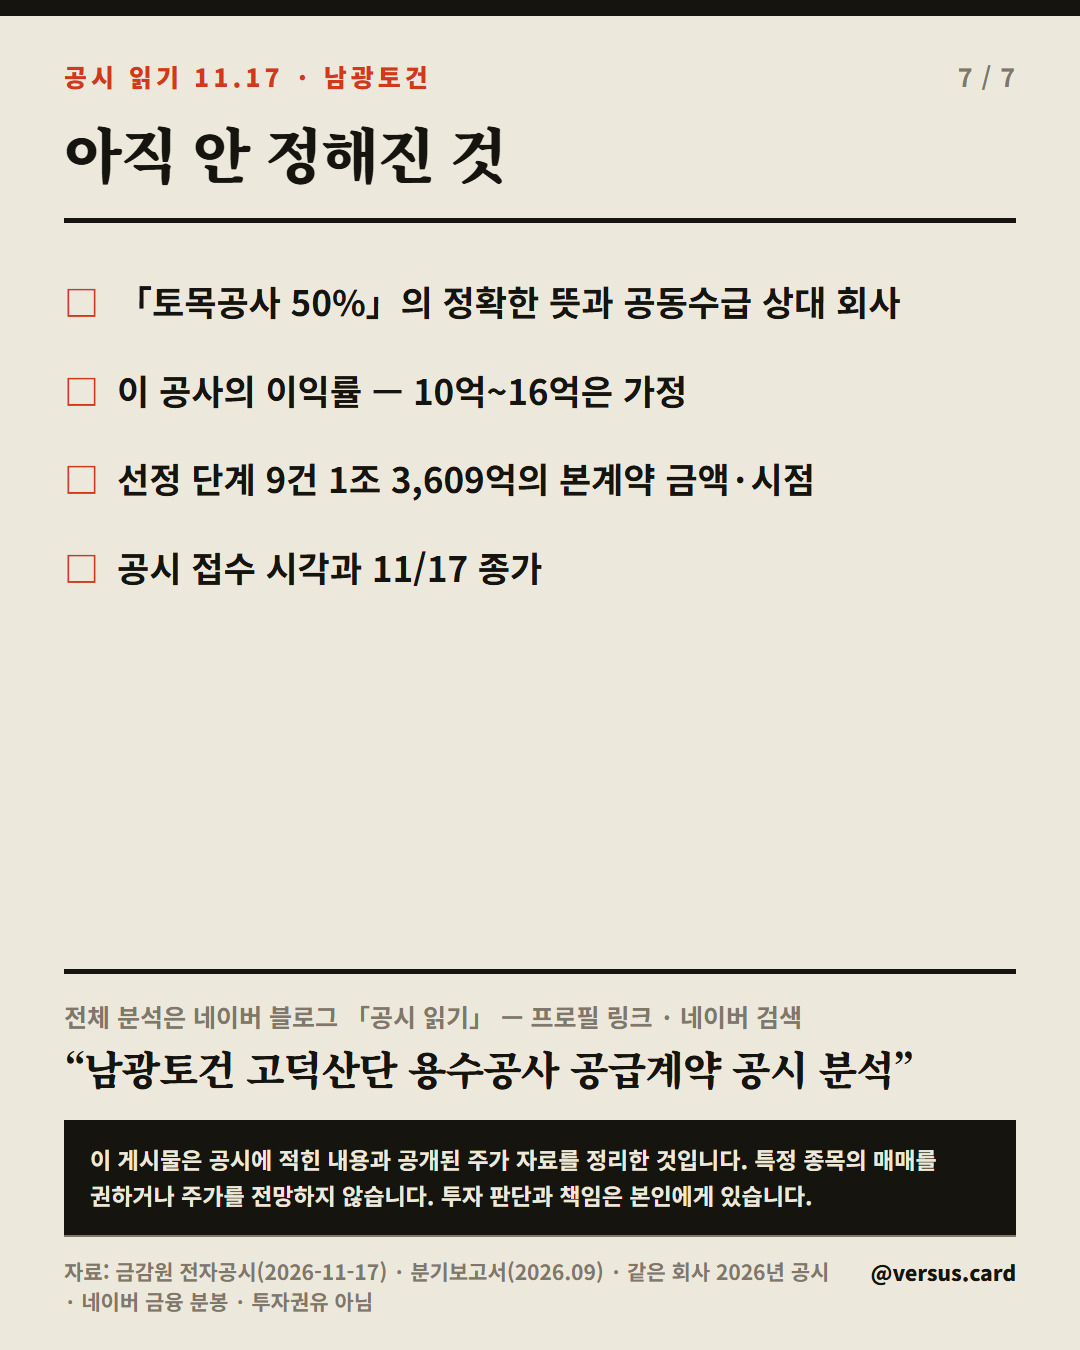 공시 읽기 11.17 · 남광토건
7 / 7
아직 안 정해진 것
□ 「토목공사 50%」의 정확한 뜻과 공동수급 상대 회사
□ 이 공사의 이익률 — 10억~16억은 가정
□ 선정 단계 9건 1조 3,609억의 본계약 금액·시점
□ 공시 접수 시각과 11/17 종가
전체 분석은 네이버 블로그 「공시 읽기」 — 프로필 링크 · 네이버 검색
“남광토건 고덕산단 용수공사 공급계약 공시 분석”
이 게시물은 공시에 적힌 내용과 공개된 주가 자료를 정리한 것입니다. 특정 종목의 매매를
권하거나 주가를 전망하지 않습니다. 투자 판단과 책임은 본인에게 있습니다.
자료: 금감원 전자공시(2026-11-17) · 분기보고서(2026.09) · 같은 회사 2026년 공시
· 네이버 금융 분봉 · 투자권유 아님
@versus.card